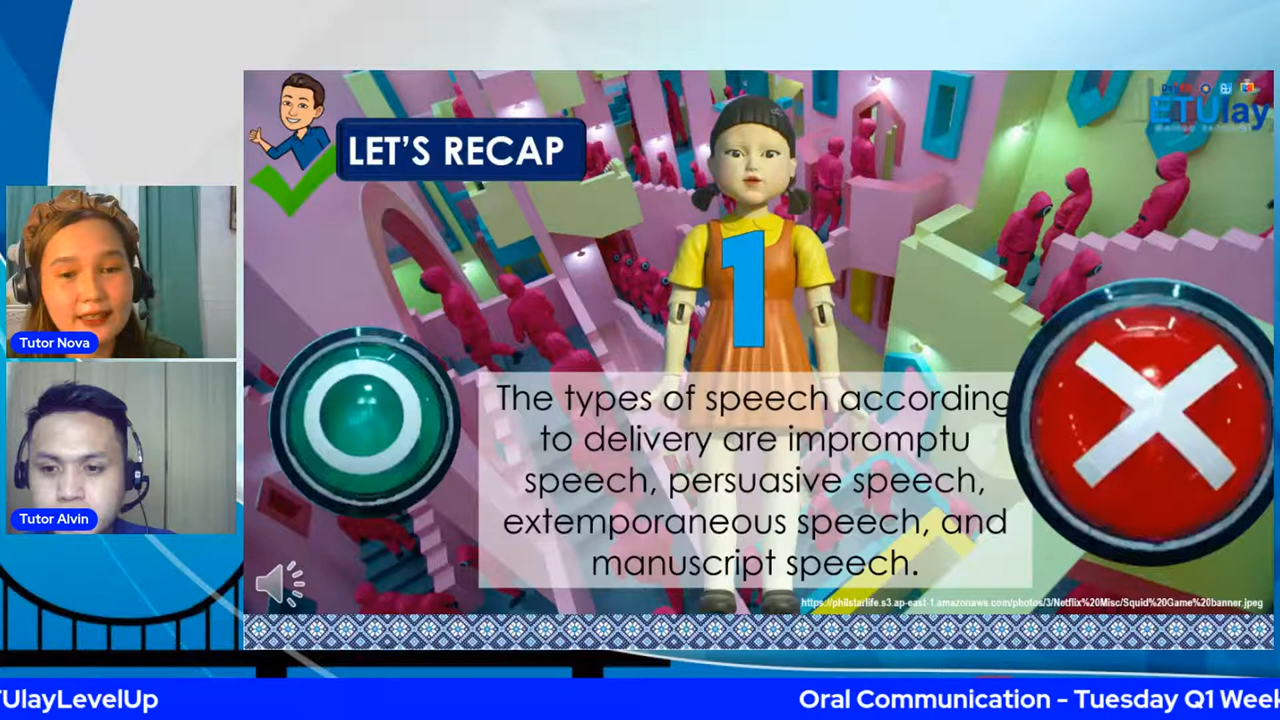 LET'S RECAP
ETUlay
1
The types of speech according
to delivery are impromptu
speech, persuasive speech,
extemporaneous speech, and
manuscript speech.
Tutor Nova
Tutor Alvin
https://philstarlife.s3.ap-east-1.amazonaws.com/photos/3/Netflix%20Misc/Squid%20Game%20banner.jpeg
TUlayLevelUp
Oral Communication - Tuesday Q1 Week